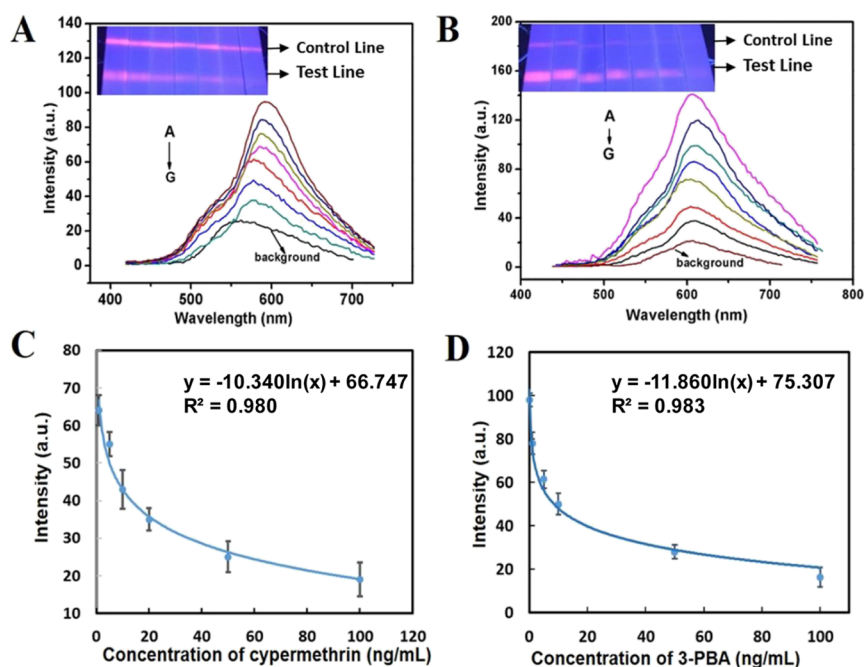 A
140
120
100
80
60
40
20
0
Intensity (a.u.)
400
500
600
700
Wavelength (nm)
Control Line
Test Line
A
G
background
B
200
160
120
80
40
0
Intensity (a.u.)
400
500
600
700
800
Wavelength (nm)
Control Line
Test Line
A
G
background
C
80
70
60
50
40
30
20
10
Intensity (a.u.)
0
20
40
60
80
100
120
Concentration of cypermethrin (ng/mL)
y = -10.340ln(x) + 66.747
R² = 0.980
D
120
100
80
60
40
20
0
Intensity (a.u.)
0
20
40
60
80
100
Concentration of 3-PBA (ng/mL)
y = -11.860ln(x) + 75.307
R² = 0.983